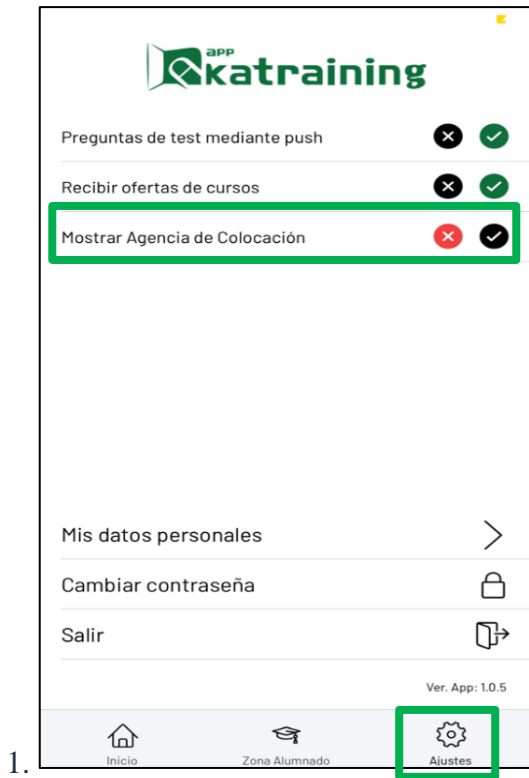 app
katraining
Preguntas de test mediante push
Recibir ofertas de cursos
Mostrar Agencia de Colocación
Mis datos personales
Cambiar contraseña
Salir
Ver. App: 1.0.5
Inicio Zona Alumnado Ajustes
1.